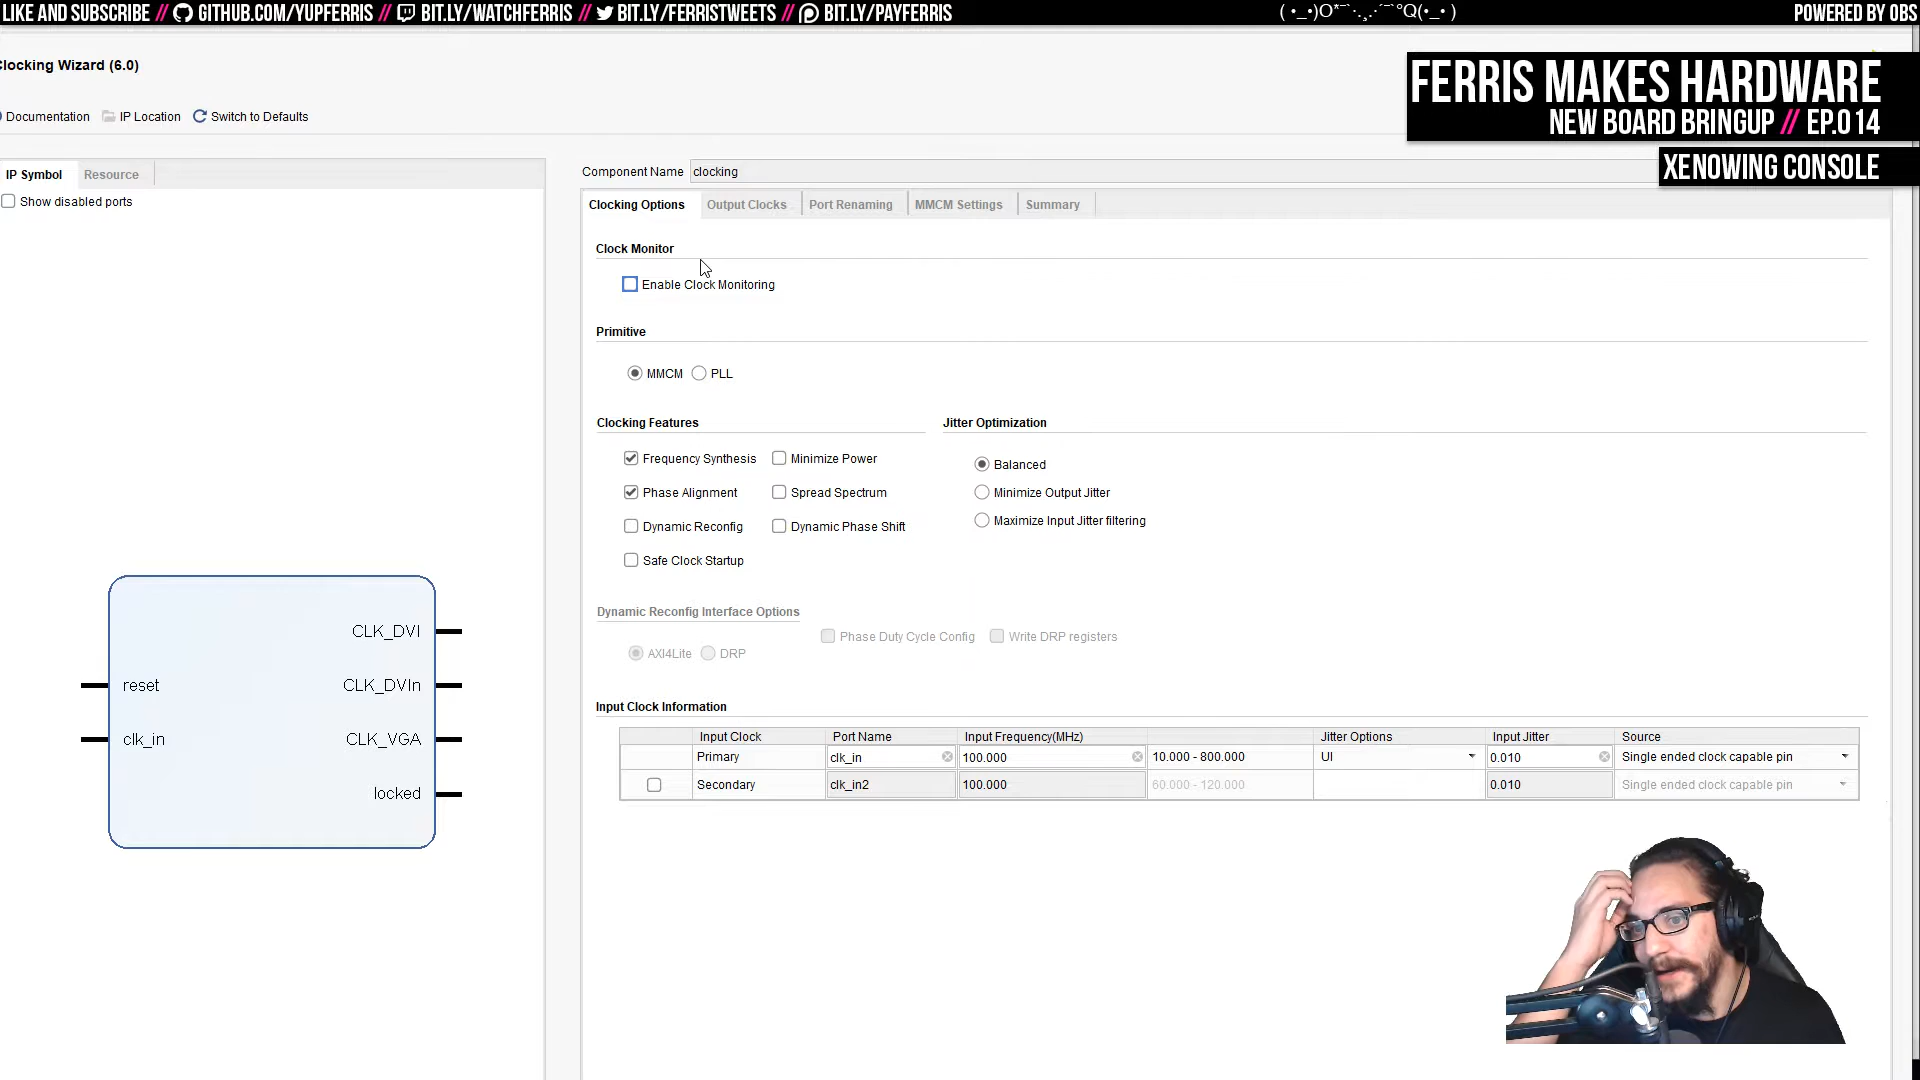 LIKE AND SUBSCRIBE // GITHUB.COM/YUPFERRIS // BIT.LY/WATCHFERRIS // BIT.LY/FERRISTWEETS // BIT.LY/PAYFERRIS
POWERED BY OBS
FERRIS MAKES HARDWARE
NEW BOARD BRINGUP // EP.014
XENOWING CONSOLE
Clocking Wizard (6.0)
Documentation IP Location Switch to Defaults
IP Symbol Resource
Show disabled ports
CLK_DVI
reset CLK_DVIn
clk_in CLK_VGA
locked
Component Name clocking
Clocking Options Output Clocks Port Renaming MMCM Settings Summary
Clock Monitor
Enable Clock Monitoring
Primitive
MMCM PLL
Clocking Features Jitter Optimization
Frequency Synthesis Minimize Power Balanced
Phase Alignment Spread Spectrum Minimize Output Jitter
Dynamic Reconfig Dynamic Phase Shift Maximize Input Jitter filtering
Safe Clock Startup
Dynamic Reconfig Interface Options
Phase Duty Cycle Config Write DRP registers
AXI4Lite DRP
Input Clock Information
Input Clock Port Name Input Frequency(MHz) Jitter Options Input Jitter Source
Primary clk_in 100.000 10.000 - 800.000 UI 0.010 Single ended clock capable pin
Secondary clk_in2 100.000 60.000 - 120.000 0.010 Single ended clock capable pin